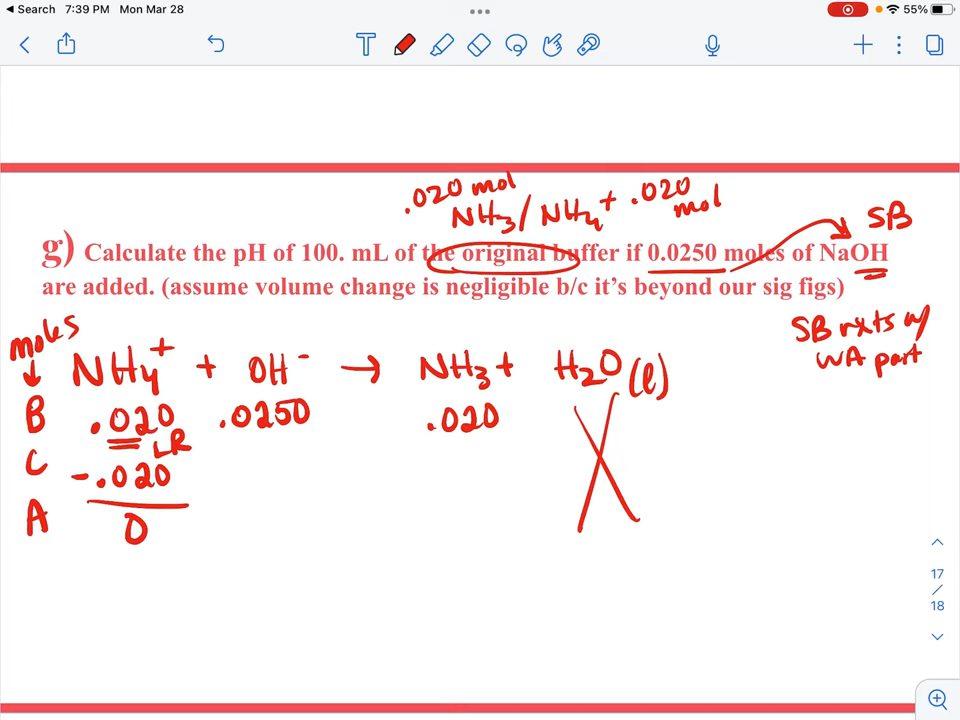 Search 7:39 PM Mon Mar 28 55%
.020 mol NH3/NH4+ .020 mol
SB
g) Calculate the pH of 100. mL of the original buffer if 0.0250 moles of NaOH
are added. (assume volume change is negligible b/c it's beyond our sig figs)
SB rxts w/
WA part
moles
NH4+ + OH- → NH3 + H2O(l)
B .020 .0250 .020
LR
C -.020
A 0
17
/
18